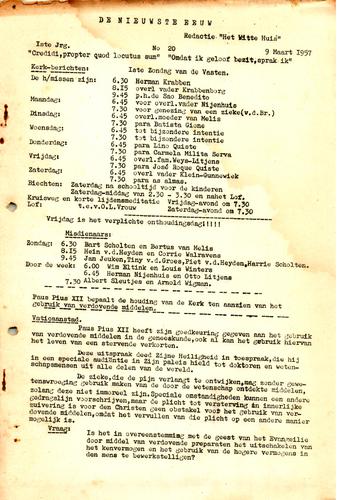 DE NIEUWSTE EEUW
Redactie "Het Witte Huis"
Iste Jrg. No 20 9 Maart 1957
"Credidi,propter quod locutus sum" "Omdat ik geloof bezit,sprak ik"
Kerk-berichten: Iste Zondag van de Vasten.
De h/missen zijn: 6.30 Herman Krabben
8.15 overl vader Krabbenborg
9.45 p.h.de Sao Benedito
Maandag: 6.45 voor overl.vader Nijenhuis
7.30 voor genezing van een zieke(v.d.Br.)
Dinsdag: 6.45 overl.moeder van Melis
7.30 para Batista Gione
Woensdag: 6.45 tot bijzondere intentie
7.30 tot bijzondere intentie
Donderdag: 6.45 para Lino Quiste
7.30 para Carmela Milita Serva
Vrijdag: 6.45 overl.fam.Weys-Litjens
7.30 para José Roque Quiste
Zaterdag: 6.45 overl vader Klein-Gunnewiek
7.30 para as almas.
Biechten: Zaterdag na schooltijd voor de kinderen
Zaterdag-middag van 2.30 - 3.30 en nahet Lof.
Kruisweg en korte lijdensmeditatie Vrijdag-avond om 7.30
Lof: t.e.v.O.L.Vrouw Zaterdag-avond om 7.30
Vrijdag is het verplichte onthoudingsdag!!!!
Misdienaars:
Zondag: 6.45 Bart Scholten en Bertus van Melis
8.15 Hein v.d.Heyden en Corrie Walravens
9.45 Jan Jeuken,Tiny v.d.Groes,Piet v.d.Heyden,Harrie Scholten.
Door de week: 6.00 Wim Eltink en Louis Winters
6.45 Herman Nijenhuis en Otto Litjens
7.30 Albert Sleutjes en Arnold Wigman.
Paus Pius XII bepaalt de houding van de Kerk ten aanzien van het
gebruik van verdovende middelen.
Vaticaanstad.
Paus Pius XII heeft zijn goedkeuring gegeven aan het gebruik
van verdovende middelen in de geneeskunde,ook al kan het gebruik hiervan
het leven van een stervende verkorten.
Deze uitspraak deed Zijne Heiligheid in toespraak,die hij
in een speciale audiëntie in Zijn paleis hield tot doktoren en weten-
schapsmensen uit alle delen van de wereld.
De zieke,die de pijn verlangt te ontwijken,mag zonder gewe-
tenswroeging gebruik maken van de door de wetenschap ontdekte middelen,
zolang deze niet immoreel zijn.Speciale omstandigheden kunnen een andere
gedragslijn voorschrijven,maar de plicht tot versterving en innerlijke
zuivering is voor den Christen geen obstakel voor het gebruik van ver-
dovende middelen,omdat het vervullen van die plicht op een andere manier
mogelijk is.
Vraag: Is het in overeenstemming met de geest van het Evangilie
door middel van verdovende preparaten het uitschakelen van
het kenvermogen en het gebruik van de hogere vermogens in
den mens te bewerkstelligen?